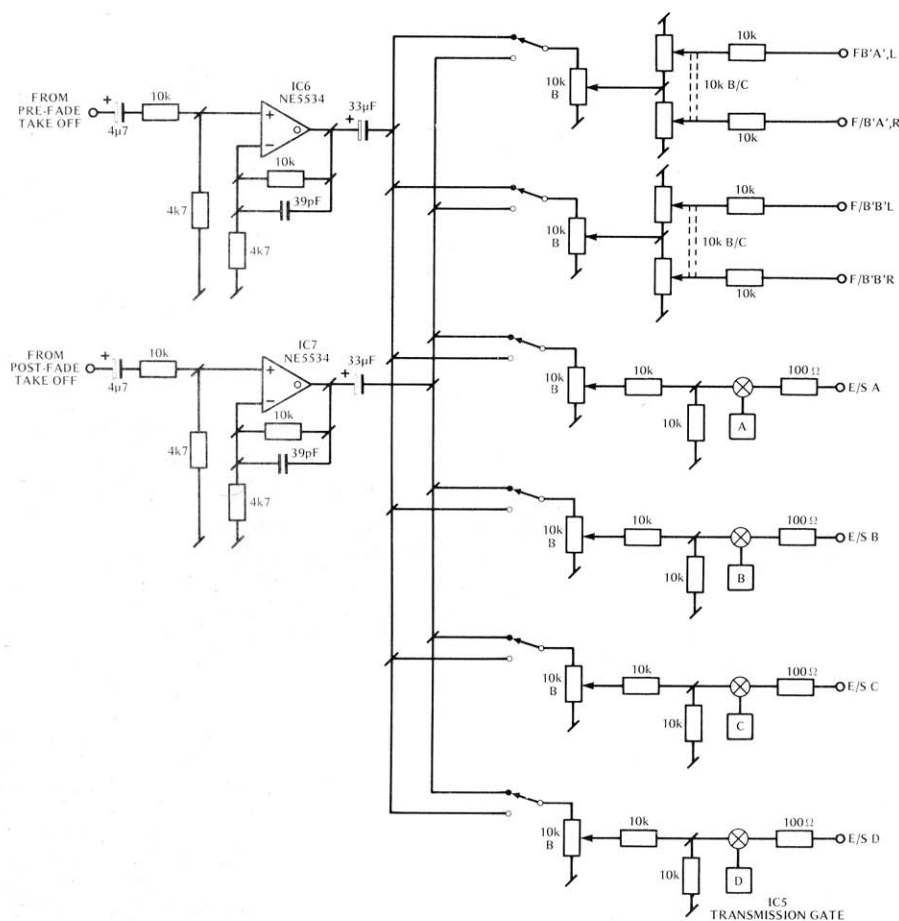 10k
FB'A',L
10k B
10k B/C
F/B'A',R
10k
FROM
PRE-FADE
TAKE OFF
+
4μ7
10k
4k7
IC6
NE5534
+
−
10k
39pF
4k7
33μF
+
10k
F/B'B'L
10k B
10k B/C
F/B'B'R
10k
FROM
POST-FADE
TAKE OFF
+
4μ7
10k
4k7
IC7
NE5534
+
−
10k
39pF
4k7
33μF
+
10k B
10k
10k
A
100Ω
E/S A
10k B
10k
10k
B
100Ω
E/S B
10k B
10k
10k
C
100Ω
E/S C
10k B
10k
10k
D
100Ω
E/S D
IC5
TRANSMISSION GATE